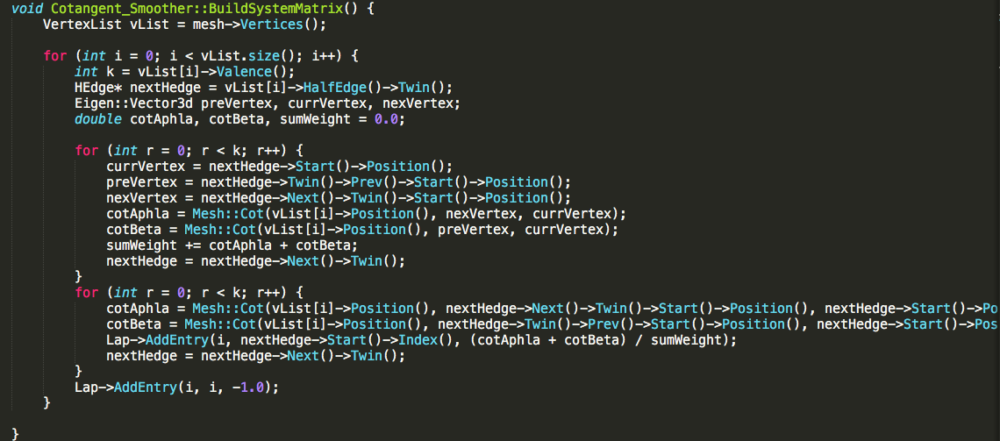 void Cotangent_Smoother::BuildSystemMatrix() {
    VertexList vList = mesh->Vertices();

    for (int i = 0; i < vList.size(); i++) {
        int k = vList[i]->Valence();
        HEdge* nextHedge = vList[i]->HalfEdge()->Twin();
        Eigen::Vector3d preVertex, currVertex, nexVertex;
        double cotAphla, cotBeta, sumWeight = 0.0;

        for (int r = 0; r < k; r++) {
            currVertex = nextHedge->Start()->Position();
            preVertex = nextHedge->Twin()->Prev()->Start()->Position();
            nexVertex = nextHedge->Next()->Twin()->Start()->Position();
            cotAphla = Mesh::Cot(vList[i]->Position(), nexVertex, currVertex);
            cotBeta = Mesh::Cot(vList[i]->Position(), preVertex, currVertex);
            sumWeight += cotAphla + cotBeta;
            nextHedge = nextHedge->Next()->Twin();
        }
        for (int r = 0; r < k; r++) {
            cotAphla = Mesh::Cot(vList[i]->Position(), nextHedge->Next()->Twin()->Start()->Position(), nextHedge->Start()->Po
            cotBeta = Mesh::Cot(vList[i]->Position(), nextHedge->Twin()->Prev()->Start()->Position(), nextHedge->Start()->Pos
            Lap->AddEntry(i, nextHedge->Start()->Index(), (cotAphla + cotBeta) / sumWeight);
            nextHedge = nextHedge->Next()->Twin();
        }
        Lap->AddEntry(i, i, -1.0);
    }

}